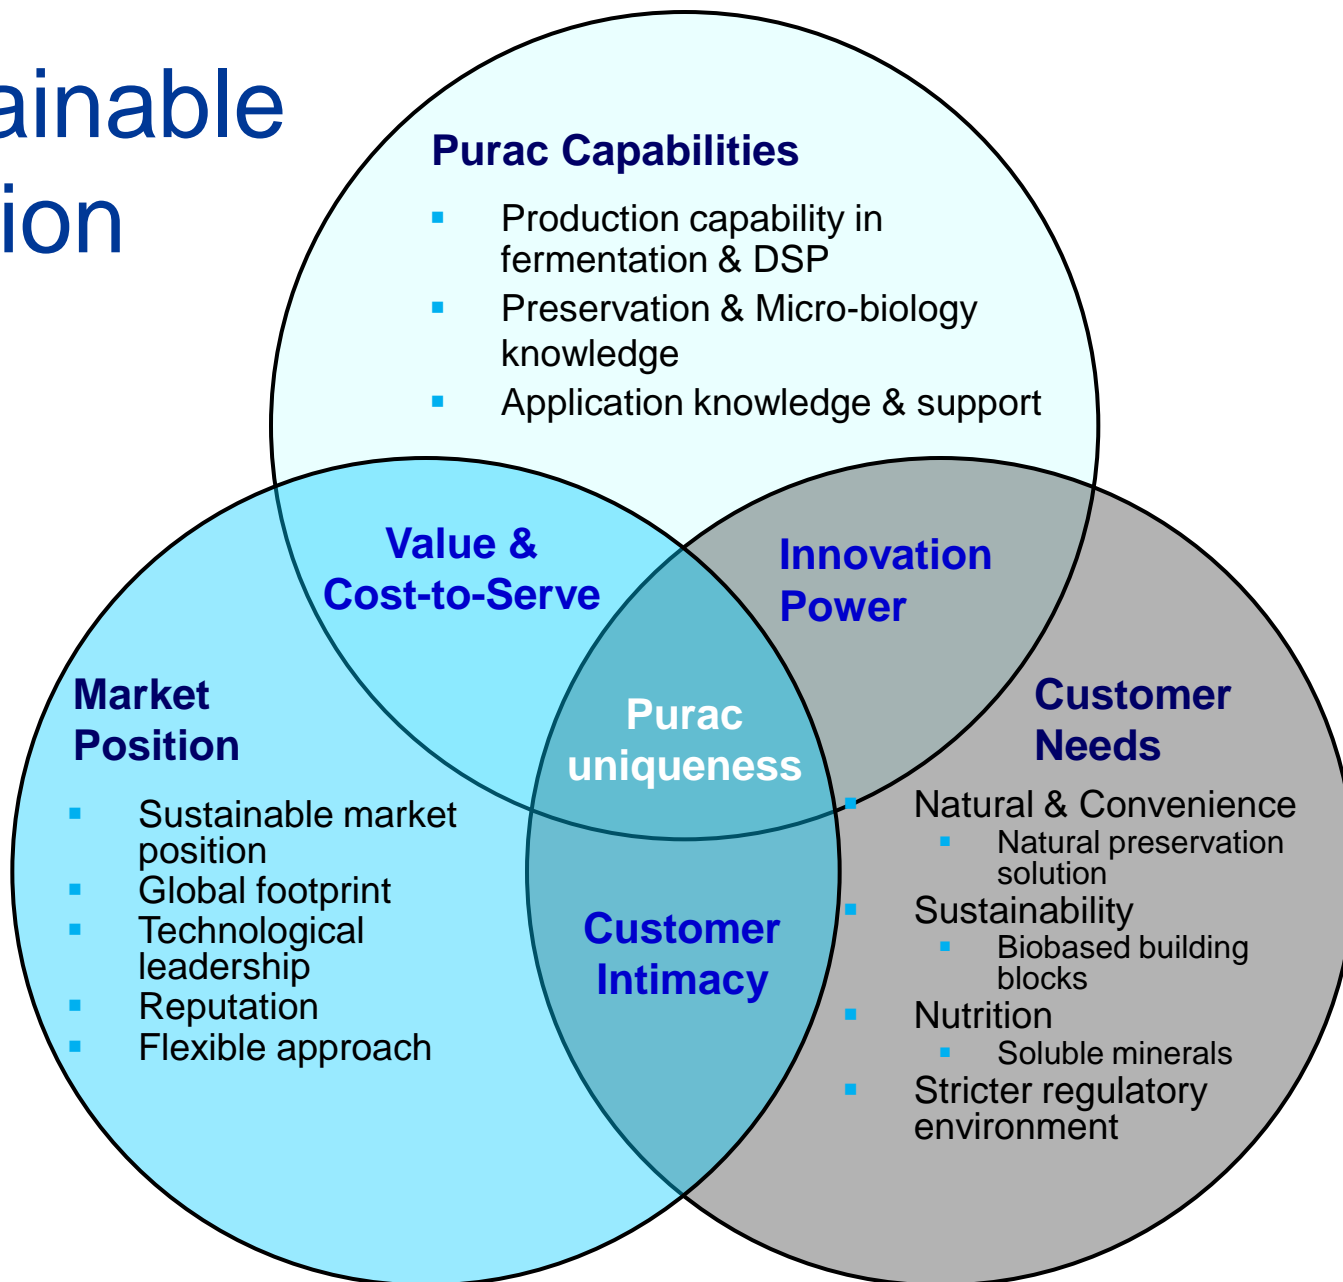 ainable
ion
Purac Capabilities
▪ Production capability in
fermentation & DSP
▪ Preservation & Micro-biology
knowledge
▪ Application knowledge & support
Value &
Cost-to-Serve
Innovation
Power
Market
Position
▪ Sustainable market
position
▪ Global footprint
▪ Technological
leadership
▪ Reputation
▪ Flexible approach
Purac
uniqueness
Customer
Intimacy
Customer
Needs
▪ Natural & Convenience
▪ Natural preservation
solution
▪ Sustainability
▪ Biobased building
blocks
▪ Nutrition
▪ Soluble minerals
▪ Stricter regulatory
environment